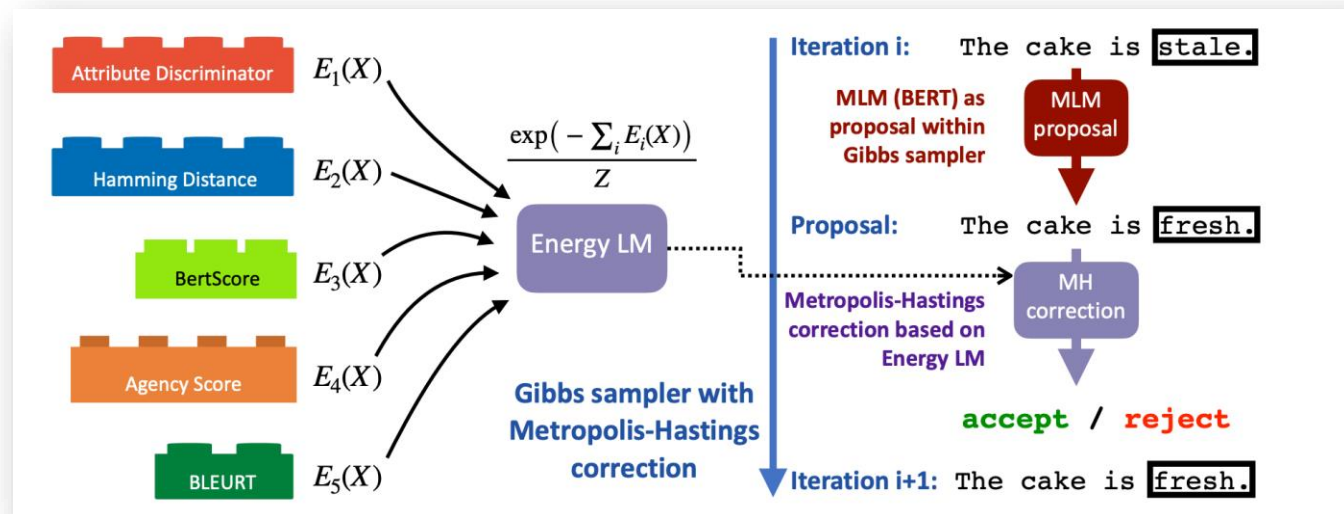 Attribute Discriminator E₁(X)
Hamming Distance E₂(X)
BertScore E₃(X)
Agency Score E₄(X)
BLEURT E₅(X)
exp(−∑ᵢ Eᵢ(X))
Z
Energy LM
Gibbs sampler with
Metropolis-Hastings
correction
Iteration i: The cake is stale.
MLM (BERT) as
proposal within
Gibbs sampler
MLM
proposal
Proposal: The cake is fresh.
Metropolis-Hastings
correction based on
Energy LM
MH
correction
accept / reject
Iteration i+1: The cake is fresh.